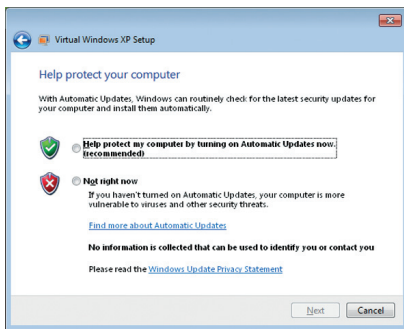 Virtual Windows XP Setup
Help protect your computer
With Automatic Updates, Windows can routinely check for the latest security updates for
your computer and install them automatically.
Help protect my computer by turning on Automatic Updates now.
(recommended)
Not right now
If you haven't turned on Automatic Updates, your computer is more
vulnerable to viruses and other security threats.
Find more about Automatic Updates
No information is collected that can be used to identify you or contact you
Please read the Windows Update Privacy Statement
Next Cancel